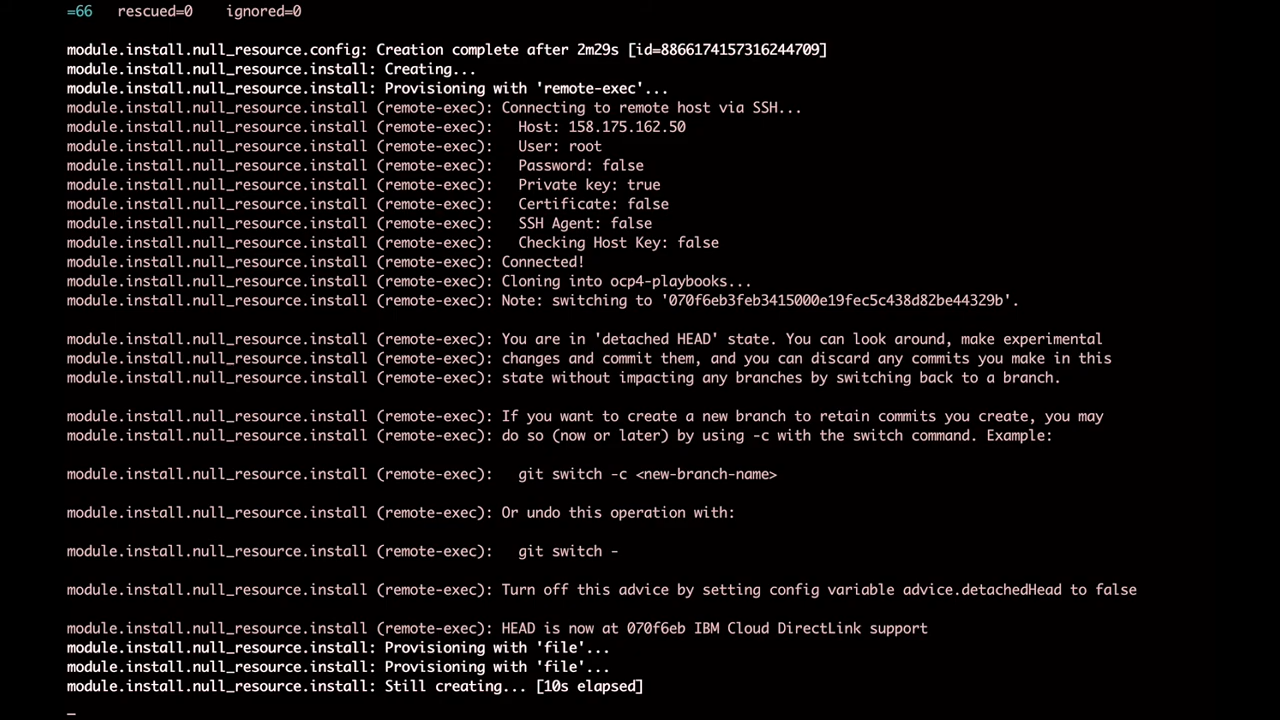 =66   rescued=0    ignored=0
module.install.null_resource.config: Creation complete after 2m29s [id=8866174157316244709]
module.install.null_resource.install: Creating...
module.install.null_resource.install: Provisioning with 'remote-exec'...
module.install.null_resource.install (remote-exec): Connecting to remote host via SSH...
module.install.null_resource.install (remote-exec):   Host: 158.175.162.50
module.install.null_resource.install (remote-exec):   User: root
module.install.null_resource.install (remote-exec):   Password: false
module.install.null_resource.install (remote-exec):   Private key: true
module.install.null_resource.install (remote-exec):   Certificate: false
module.install.null_resource.install (remote-exec):   SSH Agent: false
module.install.null_resource.install (remote-exec):   Checking Host Key: false
module.install.null_resource.install (remote-exec): Connected!
module.install.null_resource.install (remote-exec): Cloning into ocp4-playbooks...
module.install.null_resource.install (remote-exec): Note: switching to '070f6eb3feb3415000e19fec5c438d82be44329b'.
module.install.null_resource.install (remote-exec): You are in 'detached HEAD' state. You can look around, make experimental
module.install.null_resource.install (remote-exec): changes and commit them, and you can discard any commits you make in this
module.install.null_resource.install (remote-exec): state without impacting any branches by switching back to a branch.
module.install.null_resource.install (remote-exec): If you want to create a new branch to retain commits you create, you may
module.install.null_resource.install (remote-exec): do so (now or later) by using -c with the switch command. Example:
module.install.null_resource.install (remote-exec):   git switch -c <new-branch-name>
module.install.null_resource.install (remote-exec): Or undo this operation with:
module.install.null_resource.install (remote-exec):   git switch -
module.install.null_resource.install (remote-exec): Turn off this advice by setting config variable advice.detachedHead to false
module.install.null_resource.install (remote-exec): HEAD is now at 070f6eb IBM Cloud DirectLink support
module.install.null_resource.install: Provisioning with 'file'...
module.install.null_resource.install: Provisioning with 'file'...
module.install.null_resource.install: Still creating... [10s elapsed]